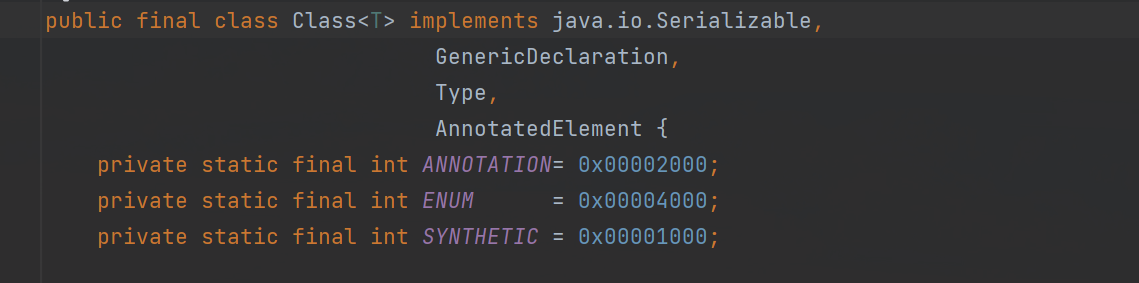 public final class Class<T> implements java.io.Serializable,
GenericDeclaration,
Type,
AnnotatedElement {
private static final int ANNOTATION= 0x00002000;
private static final int ENUM      = 0x00004000;
private static final int SYNTHETIC = 0x00001000;